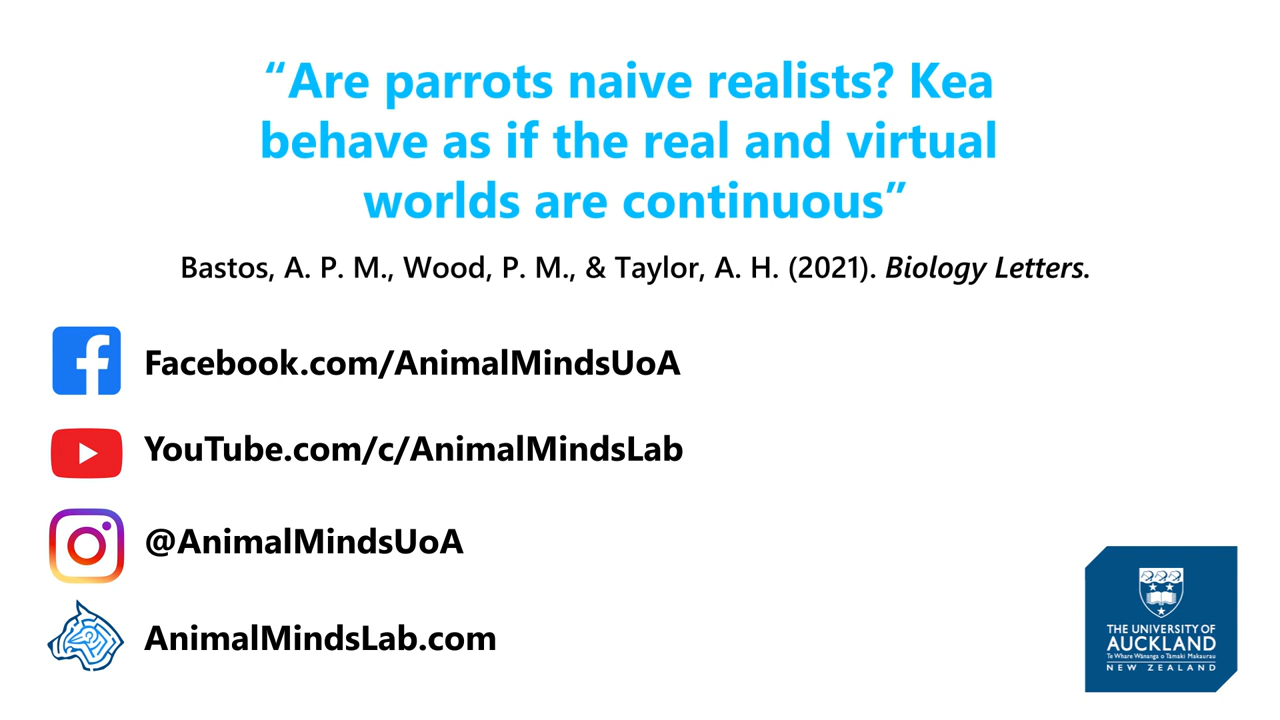 “Are parrots naive realists? Kea
behave as if the real and virtual
worlds are continuous”
Bastos, A. P. M., Wood, P. M., & Taylor, A. H. (2021). Biology Letters.
Facebook.com/AnimalMindsUoA
YouTube.com/c/AnimalMindsLab
@AnimalMindsUoA
AnimalMindsLab.com
THE UNIVERSITY OF
AUCKLAND
Te Whare Wānanga o Tāmaki Makaurau
NEW ZEALAND